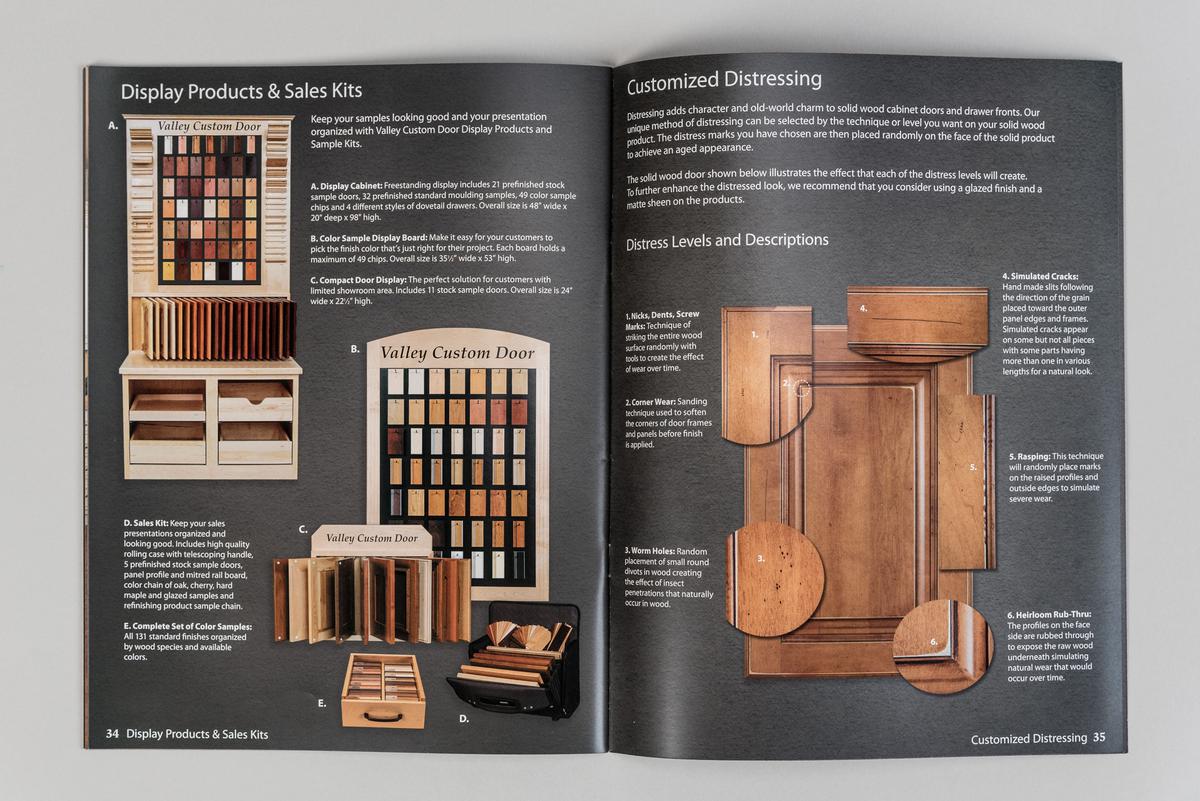 Display Products & Sales Kits
A.
Valley Custom Door
Keep your samples looking good and your presentation
organized with Valley Custom Door Display Products and
Sample Kits.
A. Display Cabinet: Freestanding display includes 21 prefinished stock
sample doors, 32 prefinished standard moulding samples, 49 color sample
chips and 4 different styles of dovetail drawers. Overall size is 48" wide x
20" deep x 98" high.
B. Color Sample Display Board: Make it easy for your customers to
pick the finish color that's just right for their project. Each board holds a
maximum of 49 chips. Overall size is 35½" wide x 53" high.
C. Compact Door Display: The perfect solution for customers with
limited showroom area. Includes 11 stock sample doors. Overall size is 24"
wide x 22½" high.
B.
Valley Custom Door
C.
Valley Custom Door
D. Sales Kit: Keep your sales
presentations organized and
looking good. Includes high quality
rolling case with telescoping handle,
5 prefinished stock sample doors,
panel profile and mitred rail board,
color chain of oak, cherry, hard
maple and glazed samples and
refinishing product sample chain.
E. Complete Set of Color Samples:
All 131 standard finishes organized
by wood species and available
colors.
E.
D.
34 Display Products & Sales Kits
Customized Distressing
Distressing adds character and old-world charm to solid wood cabinet doors and drawer fronts. Our
unique method of distressing can be selected by the technique or level you want on your solid wood
product. The distress marks you have chosen are then placed randomly on the face of the solid product
to achieve an aged appearance.
The solid wood door shown below illustrates the effect that each of the distress levels will create.
To further enhance the distressed look, we recommend that you consider using a glazed finish and a
matte sheen on the products.
Distress Levels and Descriptions
1. Nicks, Dents, Screw
Marks: Technique of
striking the entire wood
surface randomly with
tools to create the effect
of wear over time.
2. Corner Wear: Sanding
technique used to soften
the corners of door frames
and panels before finish
is applied.
3. Worm Holes: Random
placement of small round
divots in wood creating
the effect of insect
penetrations that naturally
occur in wood.
1.
2.
3.
4.
5.
6.
4. Simulated Cracks:
Hand made slits following
the direction of the grain
placed toward the outer
panel edges and frames.
Simulated cracks appear
on some but not all pieces
with some parts having
more than one in various
lengths for a natural look.
5. Rasping: This technique
will randomly place marks
on the raised profiles and
outside edges to simulate
severe wear.
6. Heirloom Rub-Thru:
The profiles on the face
side are rubbed through
to expose the raw wood
underneath simulating
natural wear that would
occur over time.
Customized Distressing 35